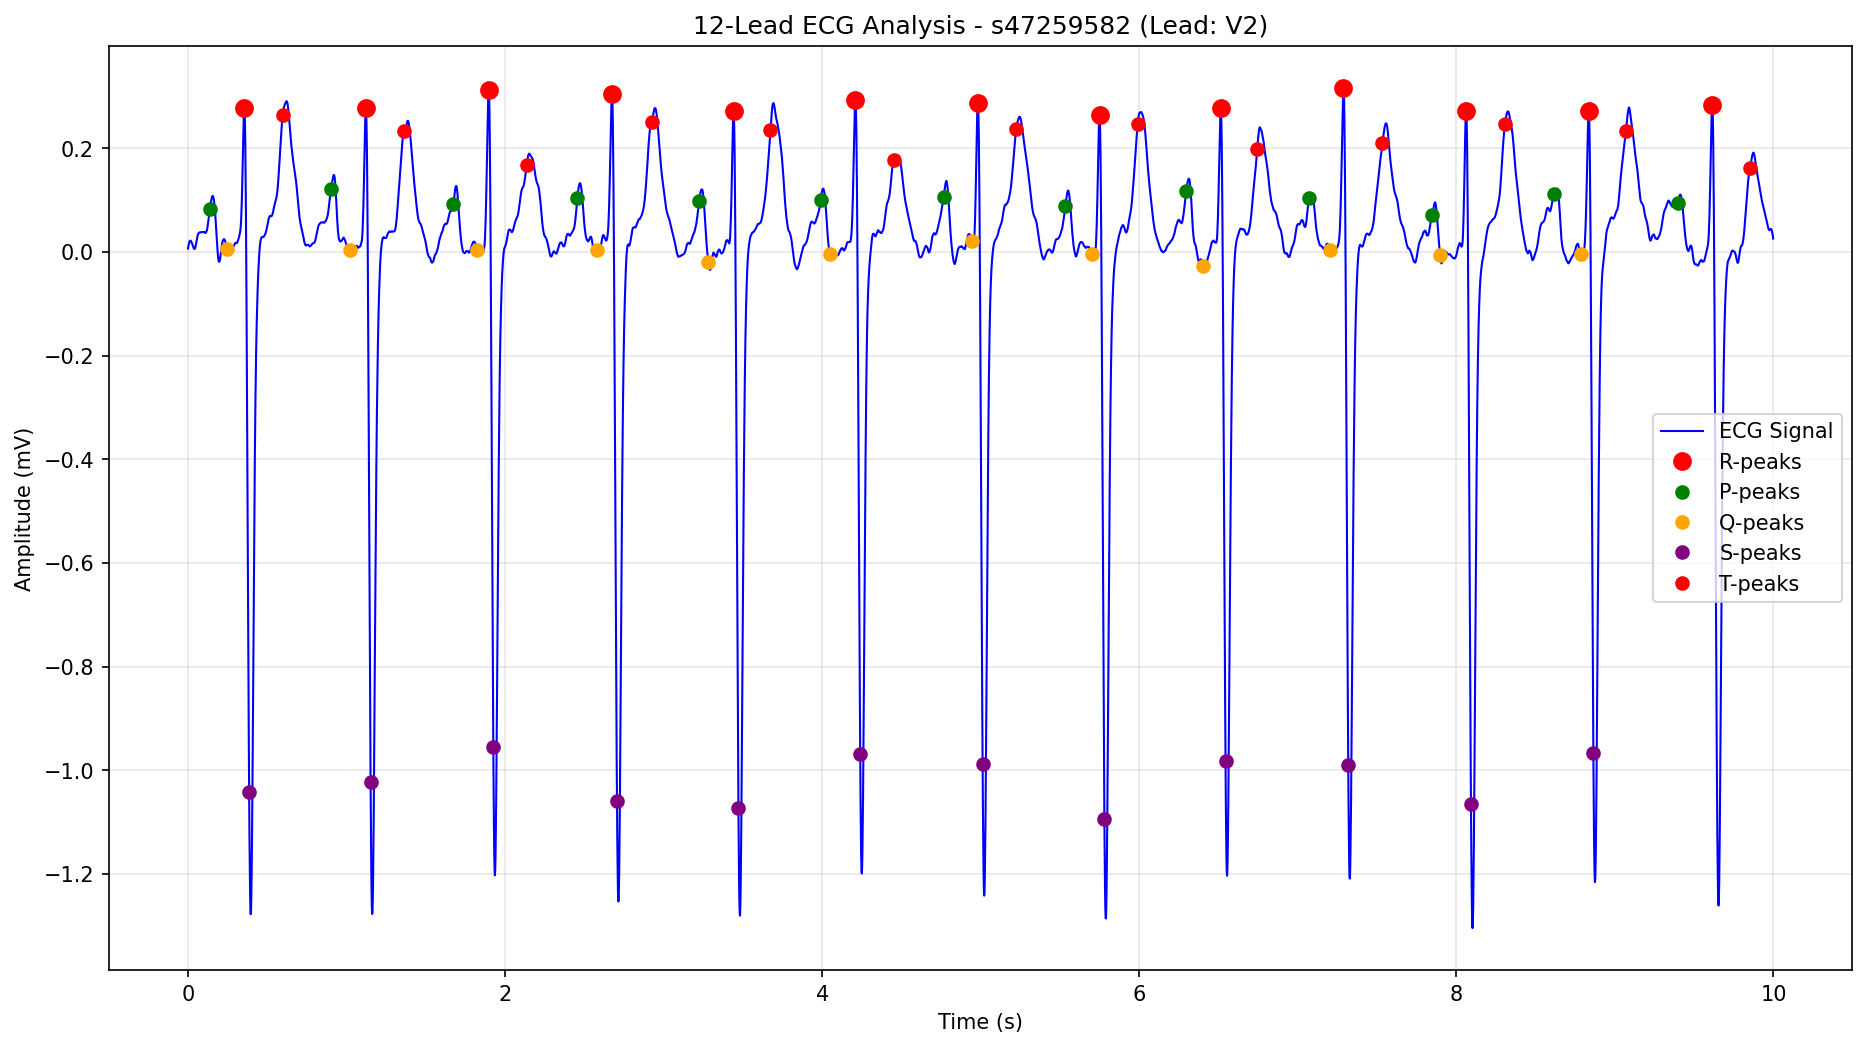 12-Lead ECG Analysis - s47259582 (Lead: V2)
Amplitude (mV)
0.2
0.0
−0.2
−0.4
−0.6
−0.8
−1.0
−1.2
ECG Signal
R-peaks
P-peaks
Q-peaks
S-peaks
T-peaks
0 2 4 6 8 10
Time (s)